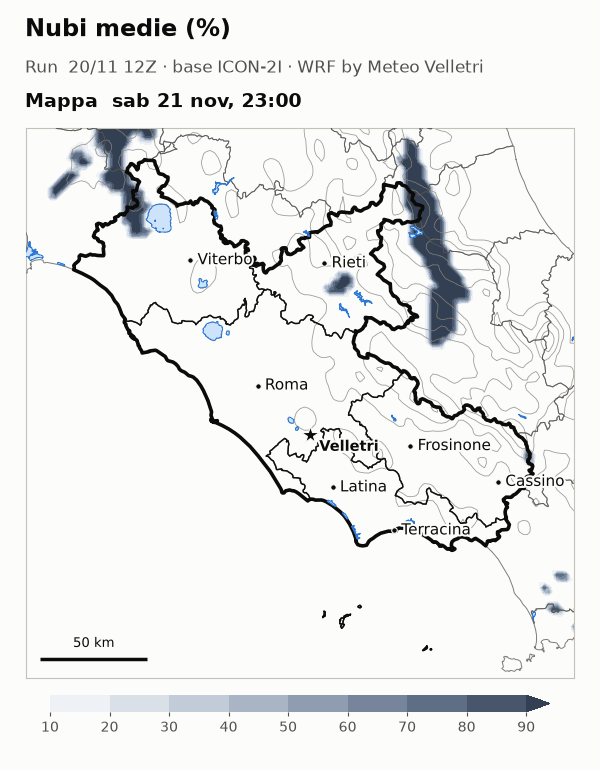 Nubi medie (%)
Run  20/11 12Z · base ICON-2I · WRF by Meteo Velletri
Mappa  sab 21 nov, 23:00
Viterbo
Rieti
Roma
Velletri
Frosinone
Cassino
Latina
Terracina
50 km
10 20 30 40 50 60 70 80 90